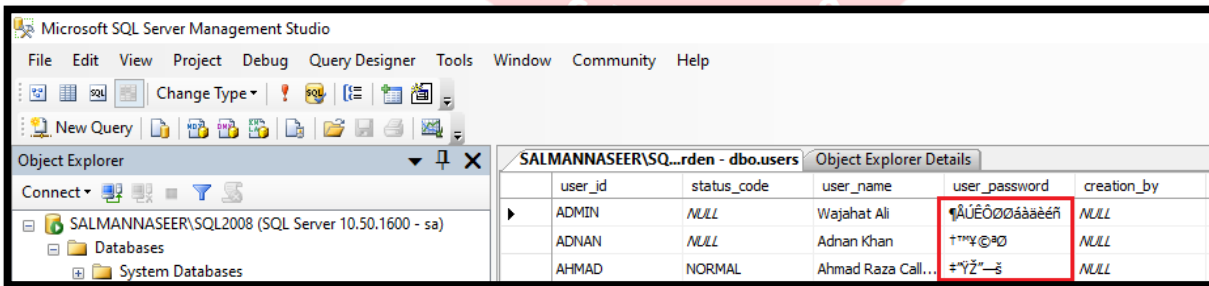 Microsoft SQL Server Management Studio
File Edit View Project Debug Query Designer Tools Window Community Help
SQL Change Type SQL
New Query
Object Explorer SALMANNASEER\SQ...rden - dbo.users Object Explorer Details
Connect user_id status_code user_name user_password creation_by
SALMANNASEER\SQL2008 (SQL Server 10.50.1600 - sa) ADMIN NULL Wajahat Ali ¶ÂÚÊÔØØáàäèéñ NULL
Databases ADNAN NULL Adnan Khan †™¥©ªØ NULL
System Databases AHMAD NORMAL Ahmad Raza Call... ‡"ŸŽ"—š NULL